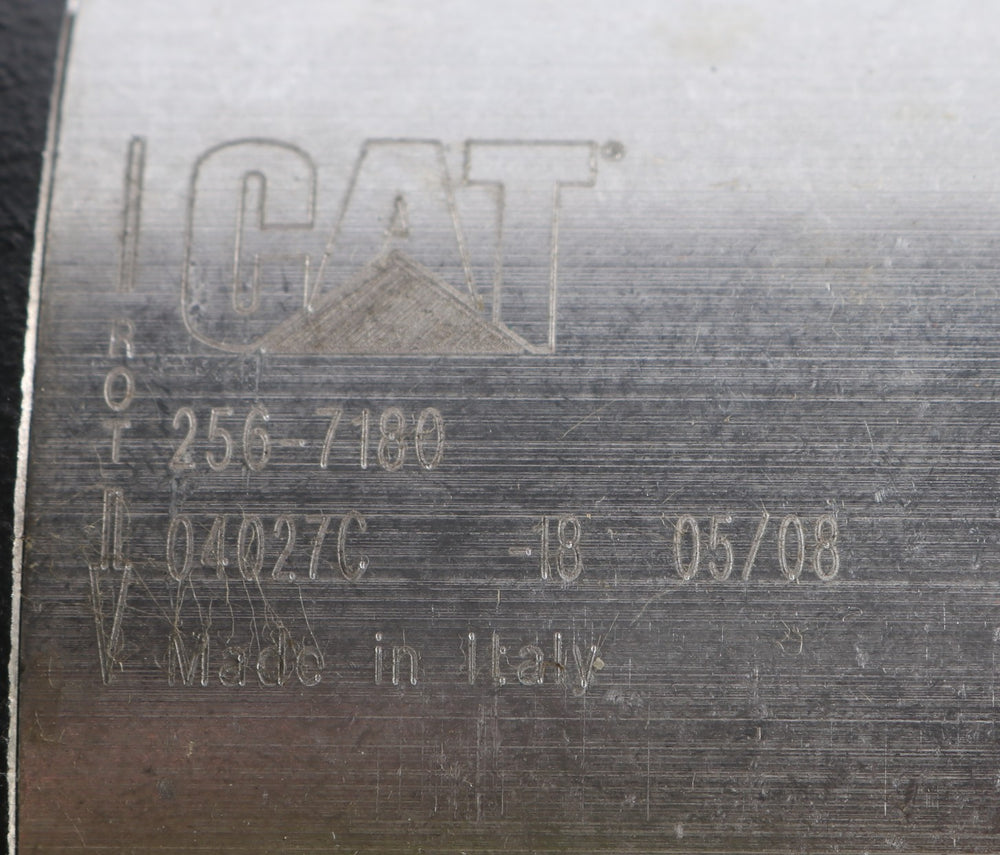 CAT
256-7180
04027C -18 05/08
Made in Italy
ROT